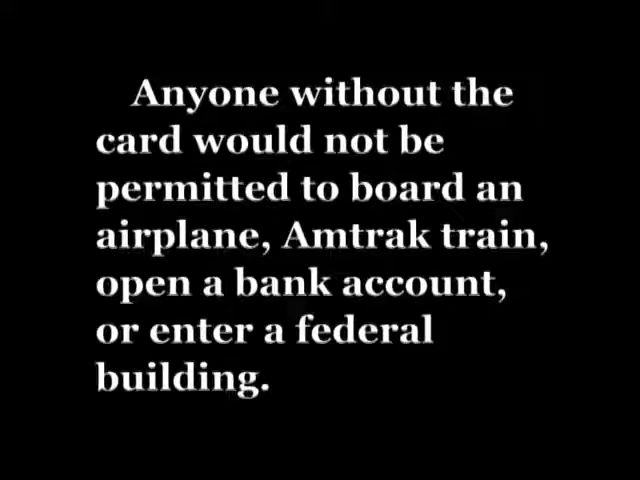 Anyone without the
card would not be
permitted to board an
airplane, Amtrak train,
open a bank account,
or enter a federal
building.